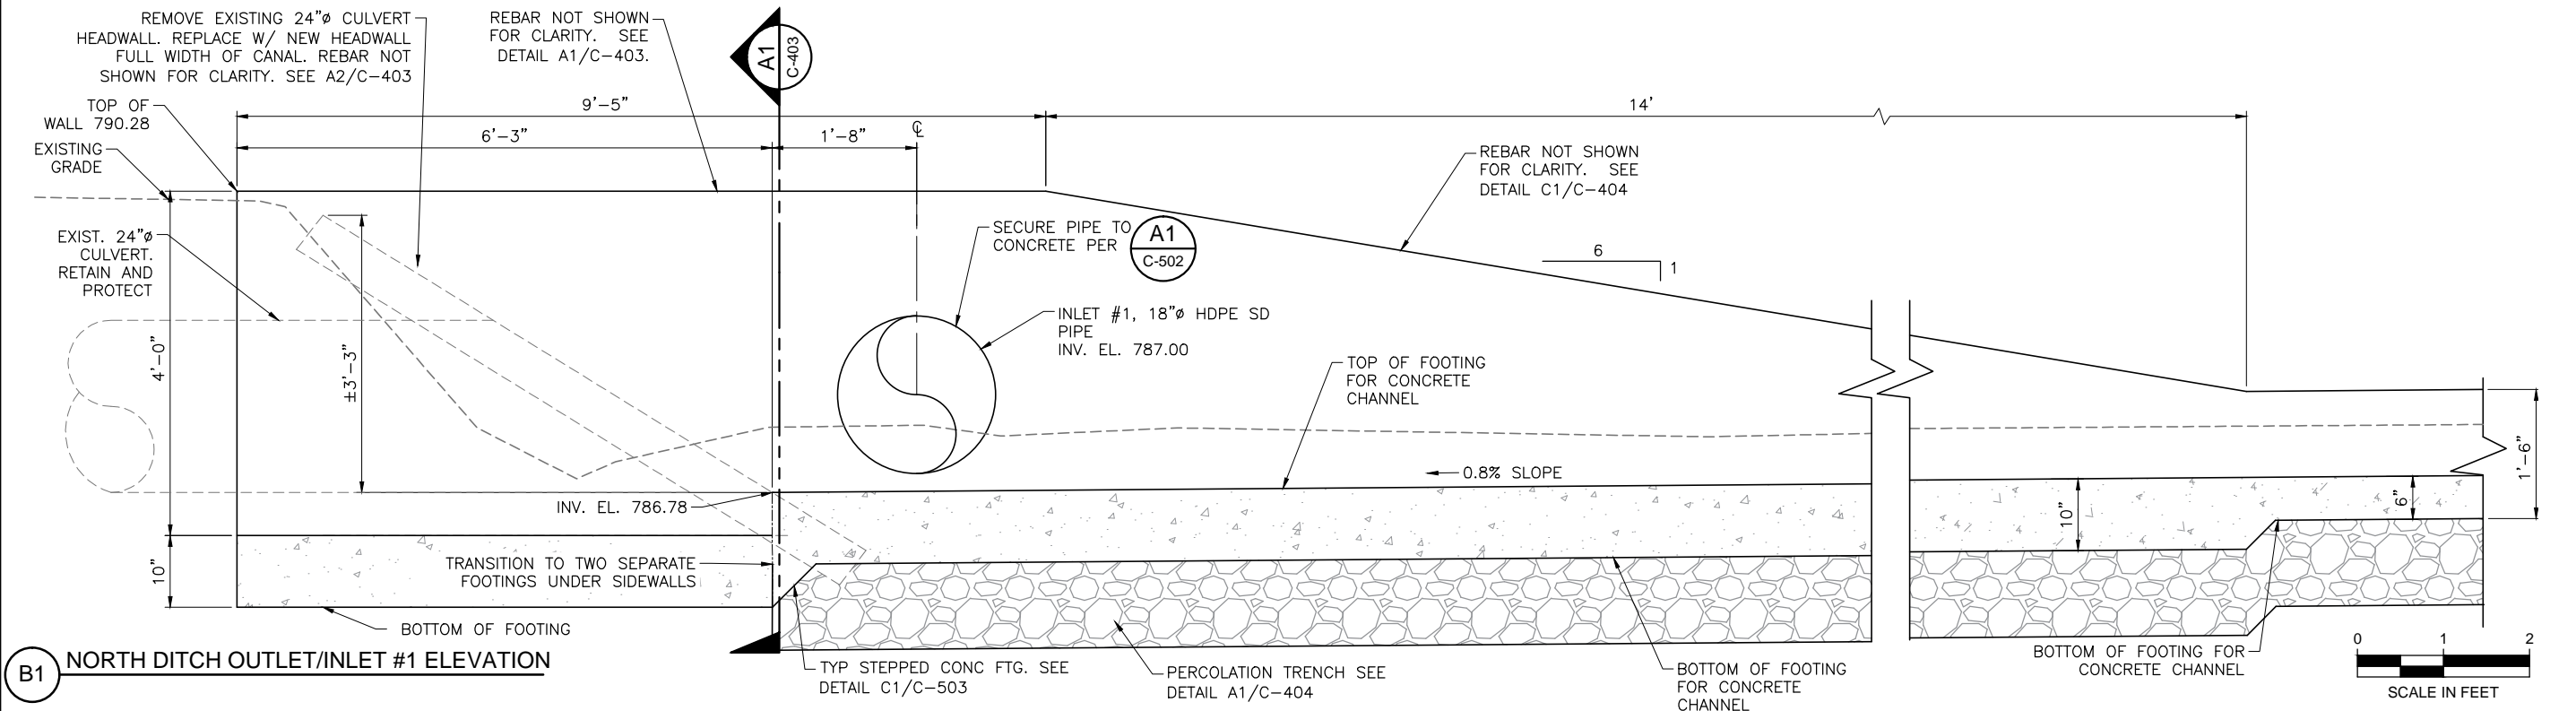 REMOVE EXISTING 24"ø CULVERT
HEADWALL. REPLACE W/ NEW HEADWALL
FULL WIDTH OF CANAL. REBAR NOT
SHOWN FOR CLARITY. SEE A2/C-403
REBAR NOT SHOWN
FOR CLARITY. SEE
DETAIL A1/C-403.
A1
C-403
TOP OF
WALL 790.28
9'-5"
14'
6'-3"
1'-8"
℄
EXISTING
GRADE
REBAR NOT SHOWN
FOR CLARITY. SEE
DETAIL C1/C-404
EXIST. 24"ø
CULVERT.
RETAIN AND
PROTECT
SECURE PIPE TO
CONCRETE PER
A1
C-502
6
1
INLET #1, 18"ø HDPE SD
PIPE
INV. EL. 787.00
4'-0"
±3'-3"
TOP OF FOOTING
FOR CONCRETE
CHANNEL
0.8% SLOPE
INV. EL. 786.78
1'-6"
6"
10"
10"
TRANSITION TO TWO SEPARATE
FOOTINGS UNDER SIDEWALLS
BOTTOM OF FOOTING
B1
NORTH DITCH OUTLET/INLET #1 ELEVATION
TYP STEPPED CONC FTG. SEE
DETAIL C1/C-503
PERCOLATION TRENCH SEE
DETAIL A1/C-404
BOTTOM OF FOOTING
FOR CONCRETE
CHANNEL
BOTTOM OF FOOTING FOR
CONCRETE CHANNEL
0 1 2
SCALE IN FEET